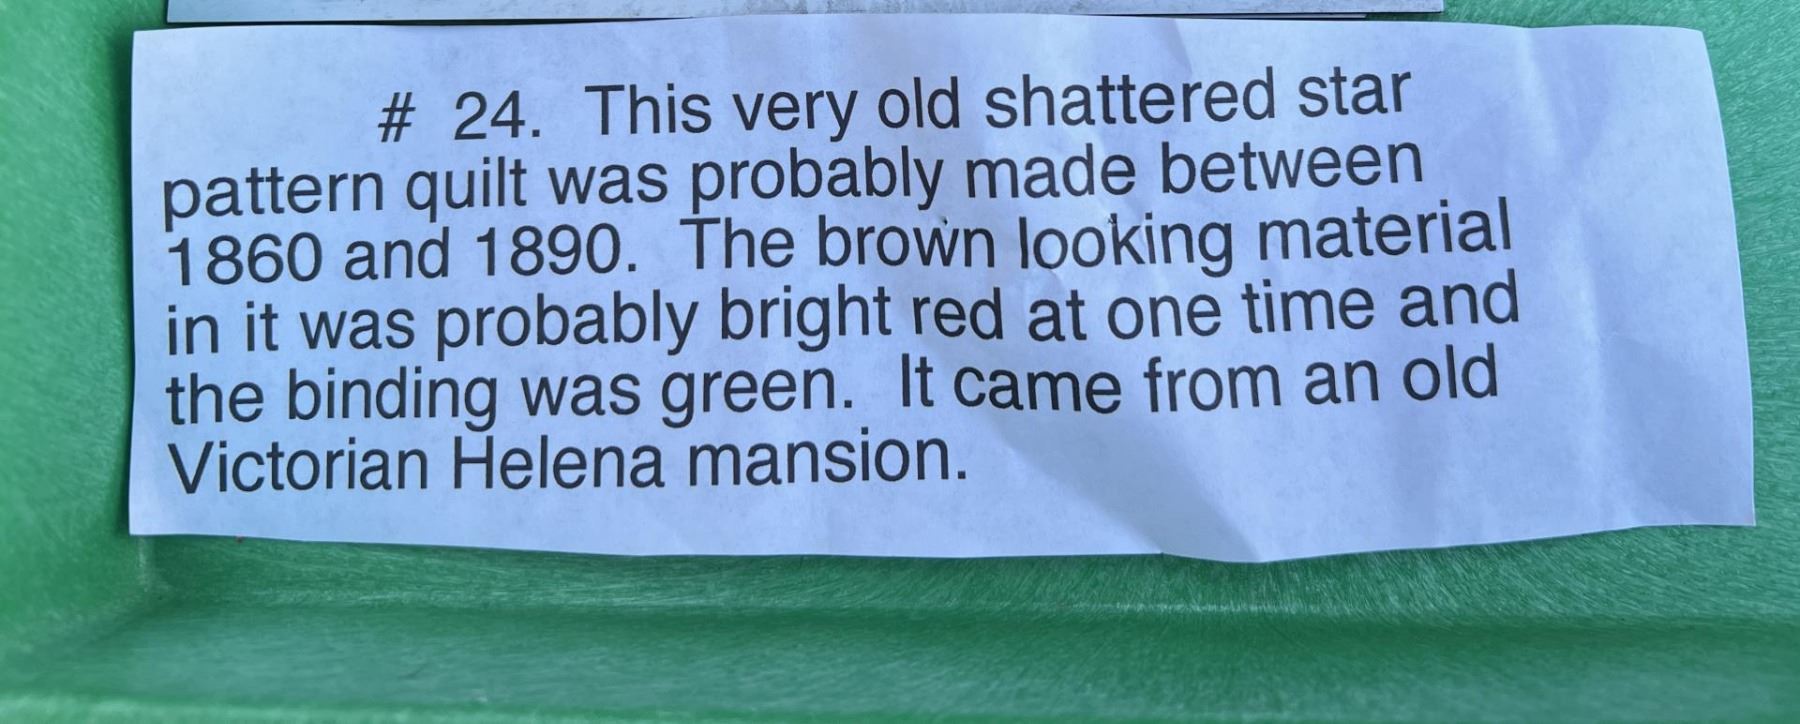 # 24. This very old shattered star
pattern quilt was probably made between
1860 and 1890. The brown looking material
in it was probably bright red at one time and
the binding was green. It came from an old
Victorian Helena mansion.